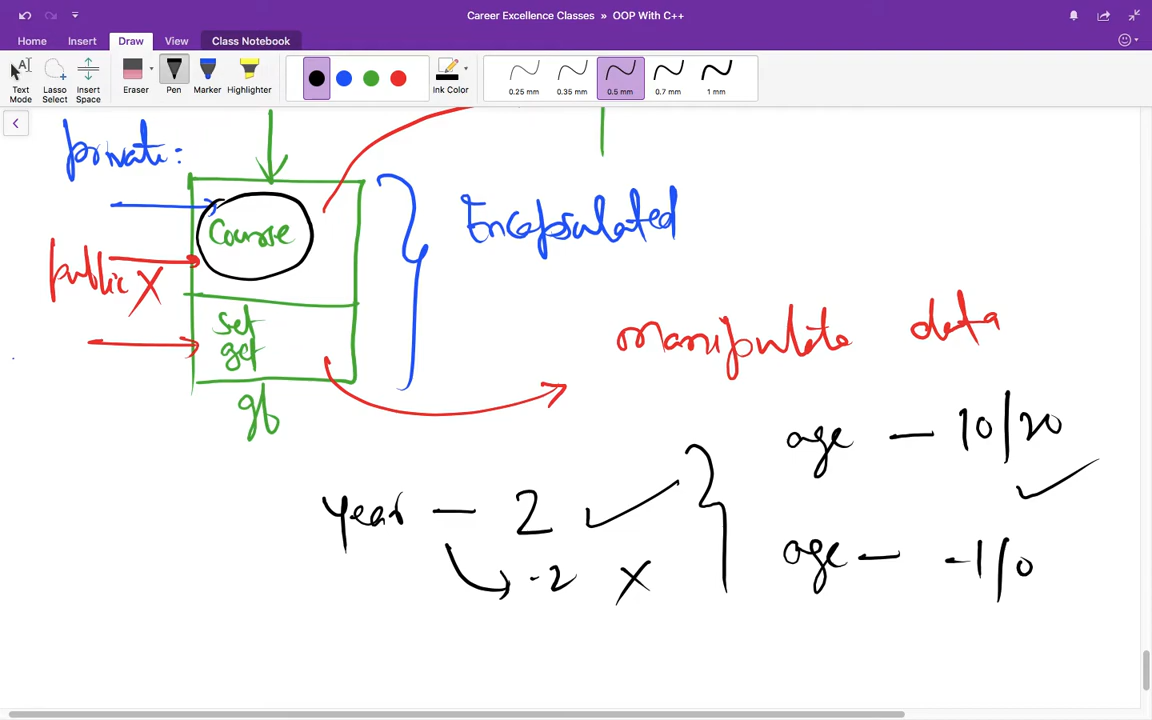 Career Excellence Classes » OOP With C++
Home Insert Draw View Class Notebook
Text Mode
Lasso Select
Insert Space
Eraser
Pen
Marker
Highlighter
Ink Color
0.25 mm
0.35 mm
0.5 mm
0.7 mm
1 mm
private:
Course
Encapsulated
public X
set
get
manipulate data
age — 10/20
year — 2 ✓
✓
age — -1/0
-2 X